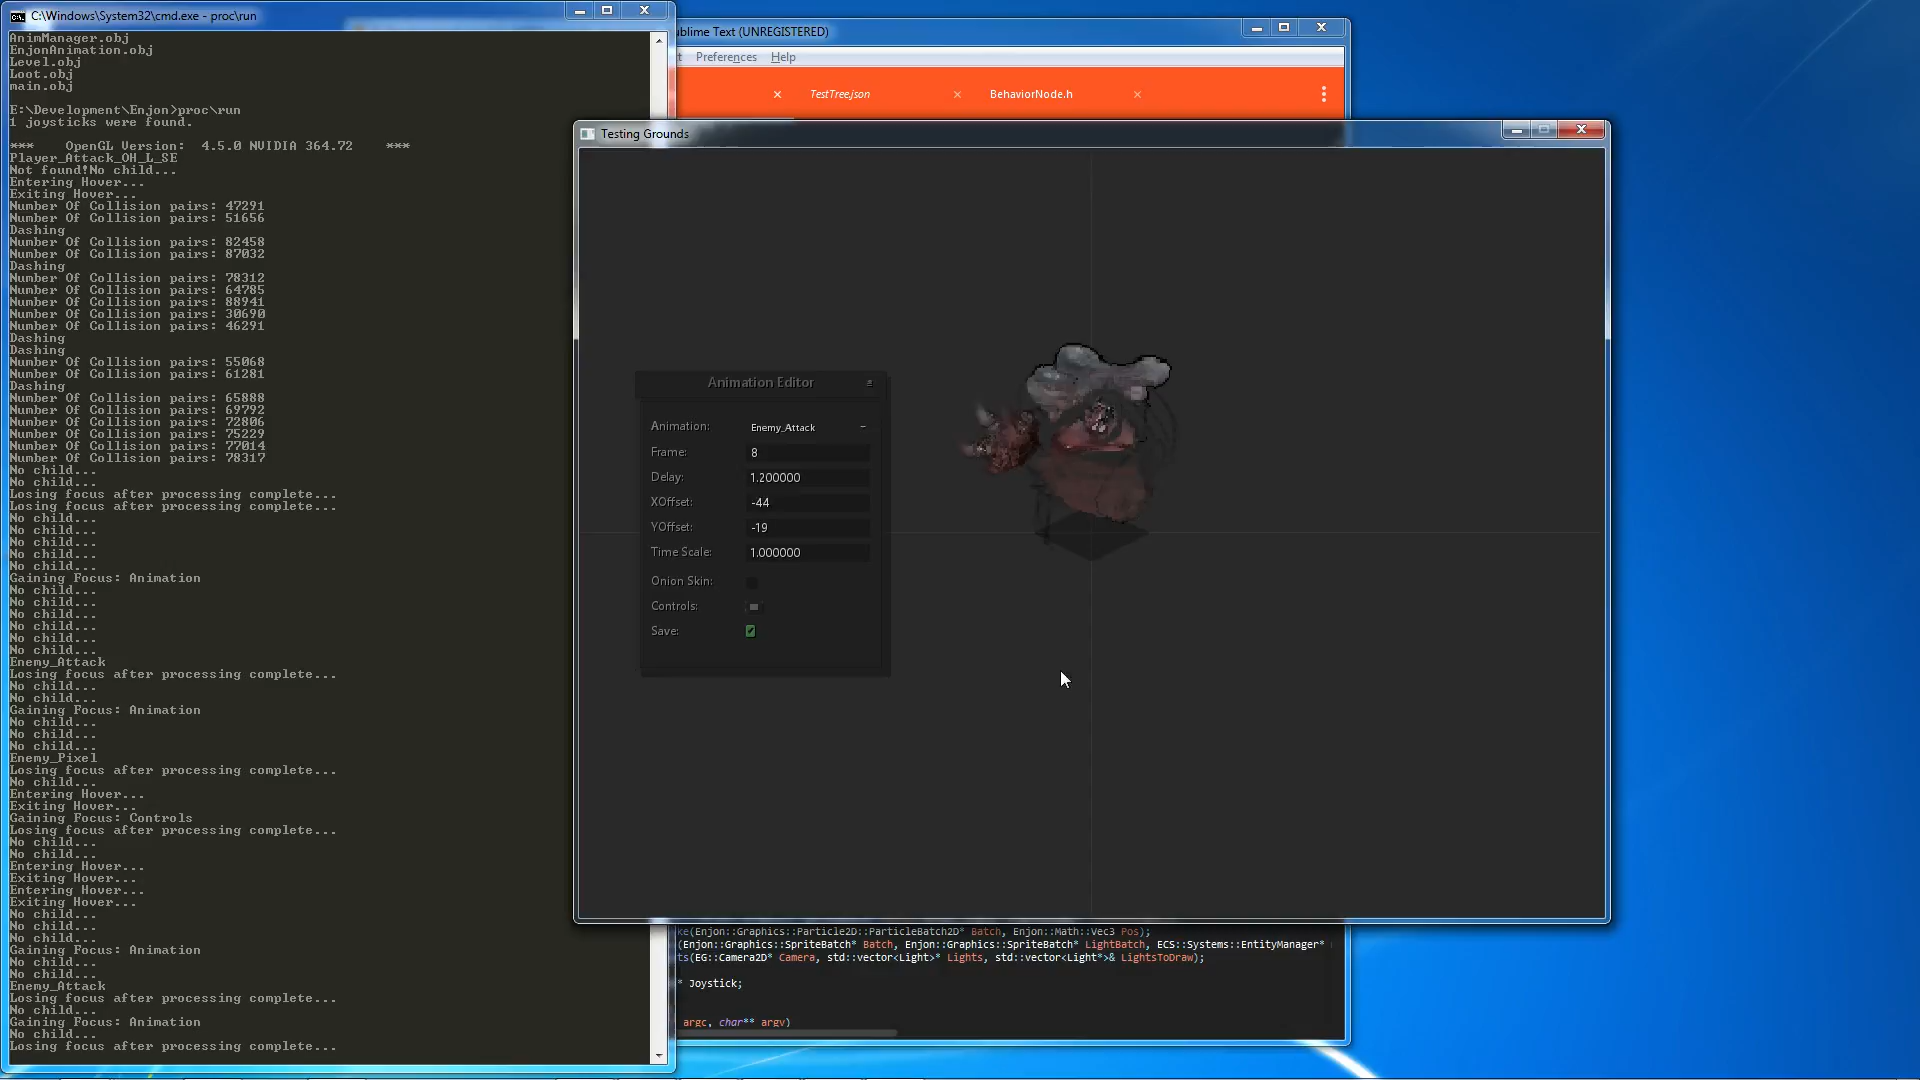 C:\Windows\System32\cmd.exe - proc\run
AnimManager.obj
EnjonAnimation.obj
Level.obj
Loot.obj
main.obj
E:\Development\Enjon>proc\run
1 joysticks were found.
*** OpenGL Version: 4.5.0 NVIDIA 364.72 ***
Player_Attack_OH_L_SE
Not found!No child...
Entering Hover...
Exiting Hover...
Number Of Collision pairs: 47291
Number Of Collision pairs: 51656
Dashing
Number Of Collision pairs: 82458
Number Of Collision pairs: 87032
Dashing
Number Of Collision pairs: 78312
Number Of Collision pairs: 64785
Number Of Collision pairs: 88941
Number Of Collision pairs: 30690
Number Of Collision pairs: 46291
Dashing
Dashing
Number Of Collision pairs: 55068
Number Of Collision pairs: 61281
Dashing
Number Of Collision pairs: 65888
Number Of Collision pairs: 69792
Number Of Collision pairs: 72806
Number Of Collision pairs: 75229
Number Of Collision pairs: 77014
Number Of Collision pairs: 78317
No child...
No child...
Losing focus after processing complete...
Losing focus after processing complete...
No child...
No child...
No child...
No child...
No child...
Gaining Focus: Animation
No child...
No child...
No child...
No child...
No child...
No child...
Enemy_Attack
Losing focus after processing complete...
No child...
No child...
Gaining Focus: Animation
No child...
No child...
No child...
Enemy_Pixel
Losing focus after processing complete...
No child...
Entering Hover...
Exiting Hover...
Gaining Focus: Controls
Losing focus after processing complete...
No child...
No child...
Entering Hover...
Exiting Hover...
Entering Hover...
Exiting Hover...
No child...
No child...
No child...
Gaining Focus: Animation
No child...
No child...
Enemy_Attack
Losing focus after processing complete...
No child...
Gaining Focus: Animation
No child...
Losing focus after processing complete...
ublime Text (UNREGISTERED)
t Preferences Help
TestTree.json BehaviorNode.h
Testing Grounds
Animation Editor
Animation: Enemy_Attack
Frame: 8
Delay: 1.200000
XOffset: -44
YOffset: -19
Time Scale: 1.000000
Onion Skin:
Controls:
Save:
ke(Enjon::Graphics::Particle2D::ParticleBatch2D* Batch, Enjon::Math::Vec3 Pos);
(Enjon::Graphics::SpriteBatch* Batch, Enjon::Graphics::SpriteBatch* LightBatch, ECS::Systems::EntityManager*
ts(EG::Camera2D* Camera, std::vector<Light>* Lights, std::vector<Light*>& LightsToDraw);
* Joystick;
argc, char** argv)